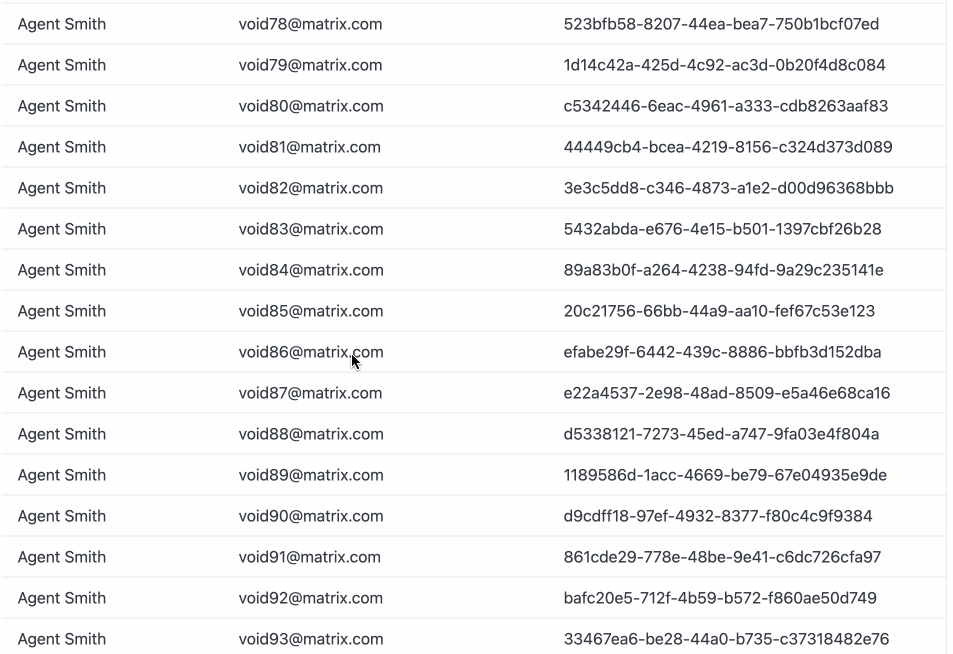 Agent Smith void78@matrix.com 523bfb58-8207-44ea-bea7-750b1bcf07ed
Agent Smith void79@matrix.com 1d14c42a-425d-4c92-ac3d-0b20f4d8c084
Agent Smith void80@matrix.com c5342446-6eac-4961-a333-cdb8263aaf83
Agent Smith void81@matrix.com 44449cb4-bcea-4219-8156-c324d373d089
Agent Smith void82@matrix.com 3e3c5dd8-c346-4873-a1e2-d00d96368bbb
Agent Smith void83@matrix.com 5432abda-e676-4e15-b501-1397cbf26b28
Agent Smith void84@matrix.com 89a83b0f-a264-4238-94fd-9a29c235141e
Agent Smith void85@matrix.com 20c21756-66bb-44a9-aa10-fef67c53e123
Agent Smith void86@matrix.com efabe29f-6442-439c-8886-bbfb3d152dba
Agent Smith void87@matrix.com e22a4537-2e98-48ad-8509-e5a46e68ca16
Agent Smith void88@matrix.com d5338121-7273-45ed-a747-9fa03e4f804a
Agent Smith void89@matrix.com 1189586d-1acc-4669-be79-67e04935e9de
Agent Smith void90@matrix.com d9cdff18-97ef-4932-8377-f80c4c9f9384
Agent Smith void91@matrix.com 861cde29-778e-48be-9e41-c6dc726cfa97
Agent Smith void92@matrix.com bafc20e5-712f-4b59-b572-f860ae50d749
Agent Smith void93@matrix.com 33467ea6-be28-44a0-b735-c37318482e76